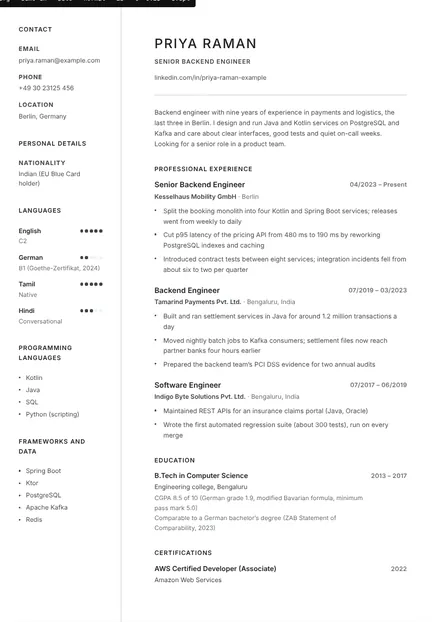 CONTACT
EMAIL
priya.raman@example.com
PHONE
+49 30 23125 456
LOCATION
Berlin, Germany
PERSONAL DETAILS
NATIONALITY
Indian (EU Blue Card
holder)
LANGUAGES
English
C2
German
B1 (Goethe-Zertifikat, 2024)
Tamil
Native
Hindi
Conversational
PROGRAMMING
LANGUAGES
• Kotlin
• Java
• SQL
• Python (scripting)
FRAMEWORKS AND
DATA
• Spring Boot
• Ktor
• PostgreSQL
• Apache Kafka
• Redis
PRIYA RAMAN
SENIOR BACKEND ENGINEER
linkedin.com/in/priya-raman-example
Backend engineer with nine years of experience in payments and logistics, the
last three in Berlin. I design and run Java and Kotlin services on PostgreSQL and
Kafka and care about clear interfaces, good tests and quiet on-call weeks.
Looking for a senior role in a product team.
PROFESSIONAL EXPERIENCE
Senior Backend Engineer 04/2023 – Present
Kesselhaus Mobility GmbH · Berlin
• Split the booking monolith into four Kotlin and Spring Boot services; releases
went from weekly to daily
• Cut p95 latency of the pricing API from 480 ms to 190 ms by reworking
PostgreSQL indexes and caching
• Introduced contract tests between eight services; integration incidents fell from
about six to two per quarter
Backend Engineer 07/2019 – 03/2023
Tamarind Payments Pvt. Ltd. · Bengaluru, India
• Built and ran settlement services in Java for around 1.2 million transactions a
day
• Moved nightly batch jobs to Kafka consumers; settlement files now reach
partner banks four hours earlier
• Prepared the backend team's PCI DSS evidence for two annual audits
Software Engineer 07/2017 – 06/2019
Indigo Byte Solutions Pvt. Ltd. · Bengaluru, India
• Maintained REST APIs for an insurance claims portal (Java, Oracle)
• Wrote the first automated regression suite (about 300 tests), run on every
merge
EDUCATION
B.Tech in Computer Science 2013 – 2017
Engineering college, Bengaluru
CGPA 8.5 of 10 (German grade 1.9, modified Bavarian formula, minimum
pass mark 5.0)
Comparable to a German bachelor's degree (ZAB Statement of
Comparability, 2023)
CERTIFICATIONS
AWS Certified Developer (Associate) 2022
Amazon Web Services